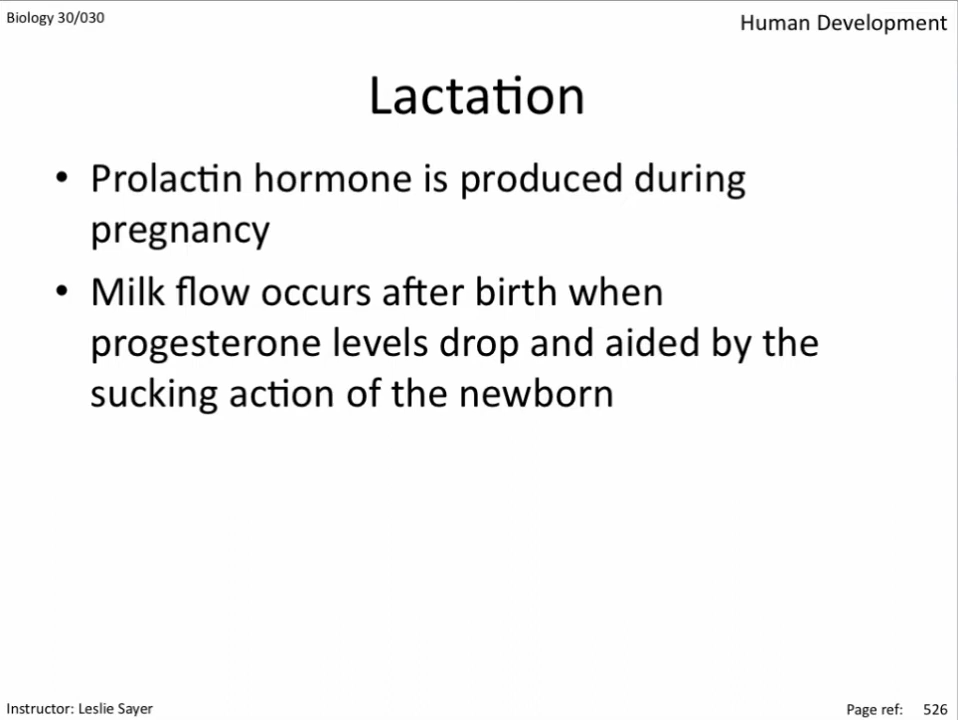 Biology 30/030
Human Development
Lactation
• Prolactin hormone is produced during
pregnancy
• Milk flow occurs after birth when
progesterone levels drop and aided by the
sucking action of the newborn
Instructor: Leslie Sayer
Page ref: 526